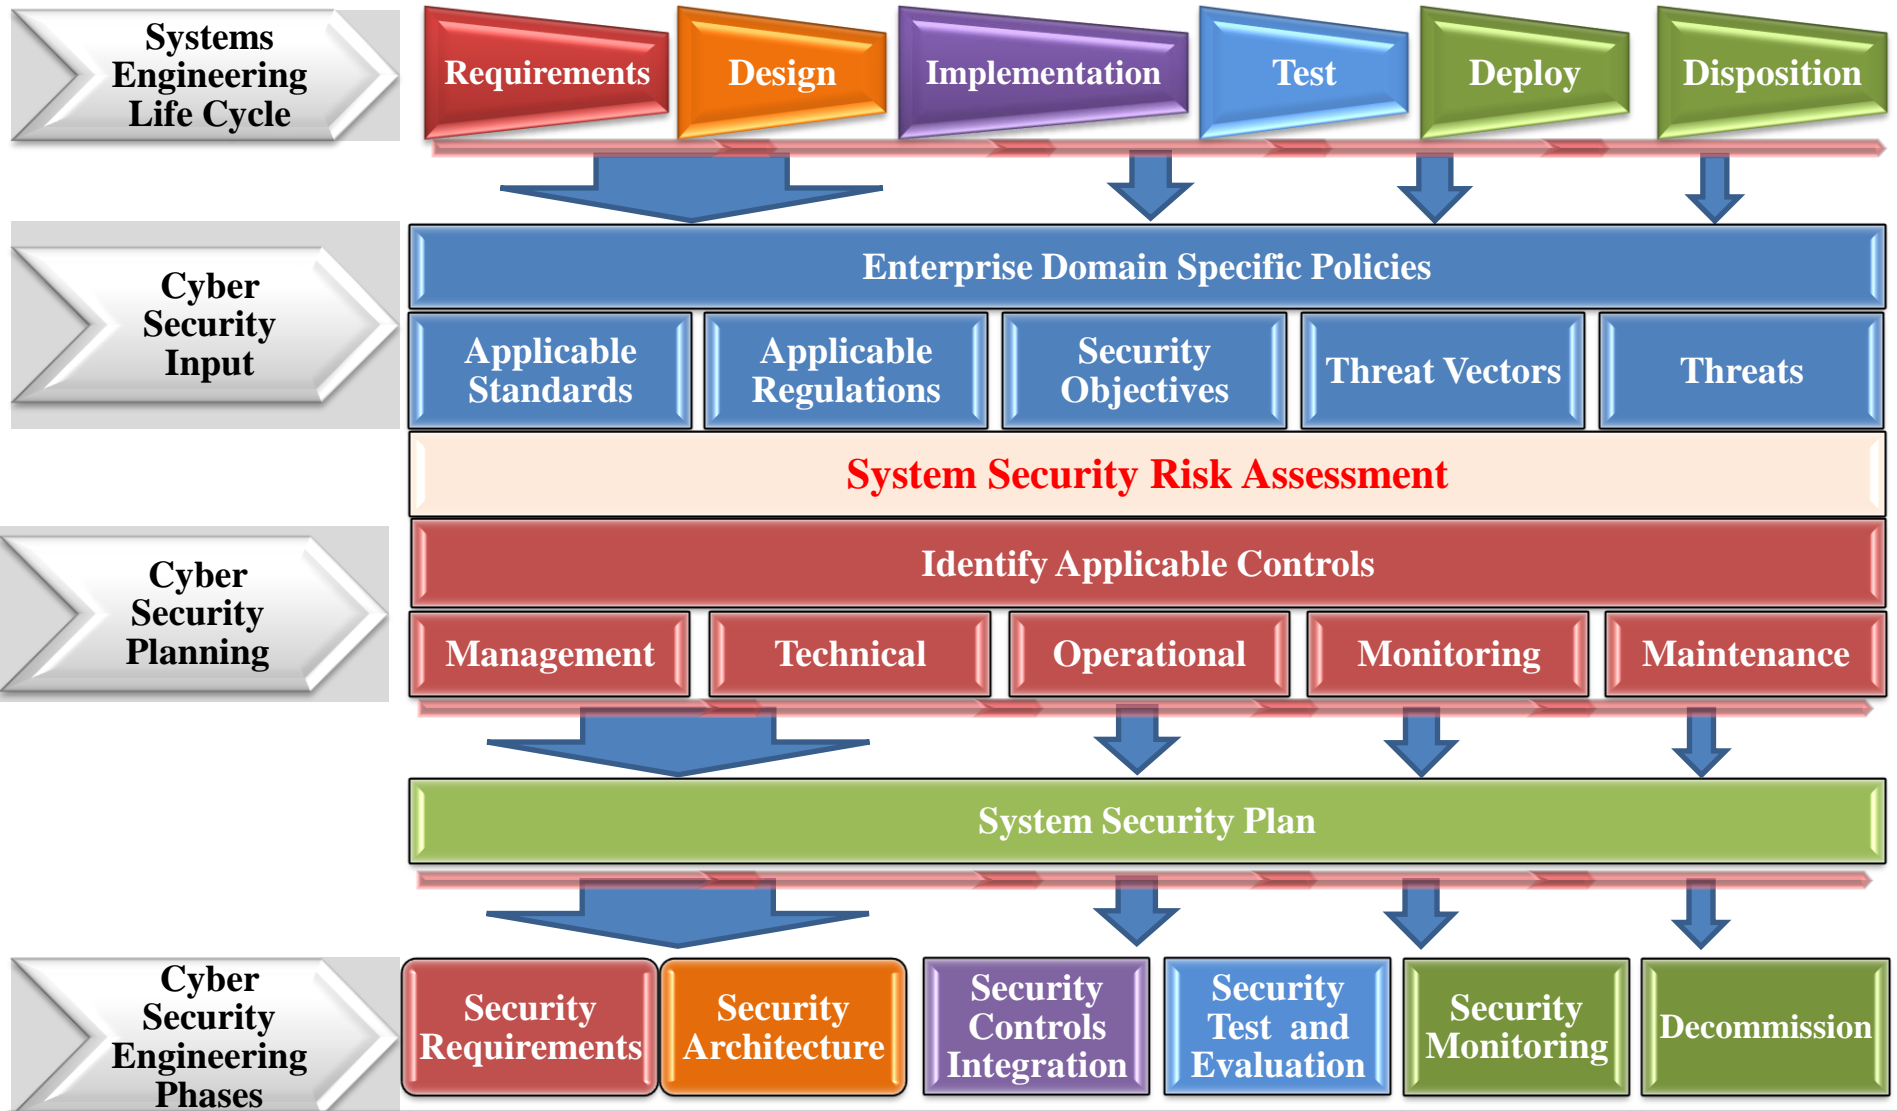 Systems
Engineering
Life Cycle
Requirements
Design
Implementation
Test
Deploy
Disposition
Cyber
Security
Input
Enterprise Domain Specific Policies
Applicable
Standards
Applicable
Regulations
Security
Objectives
Threat Vectors
Threats
System Security Risk Assessment
Cyber
Security
Planning
Identify Applicable Controls
Management
Technical
Operational
Monitoring
Maintenance
System Security Plan
Cyber
Security
Engineering
Phases
Security
Requirements
Security
Architecture
Security
Controls
Integration
Security
Test and
Evaluation
Security
Monitoring
Decommission